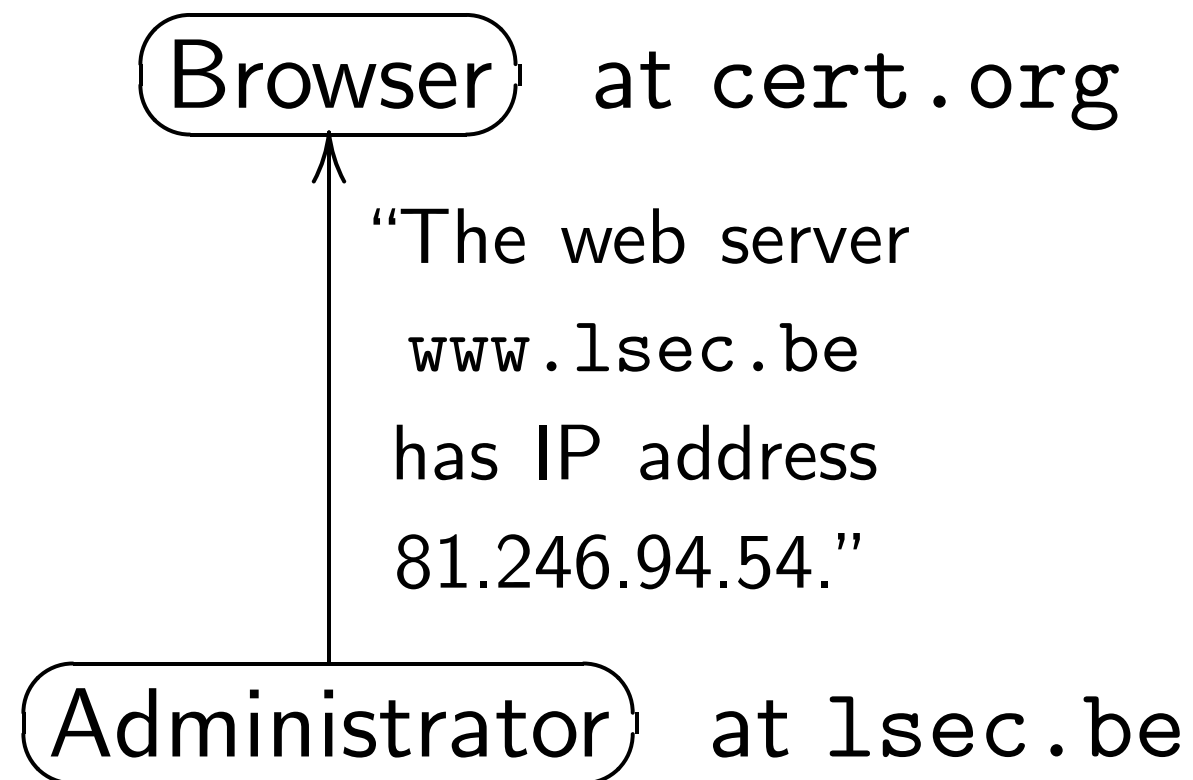 Browser at cert.org
“The web server
www.lsec.be
has IP address
81.246.94.54.”
Administrator at lsec.be